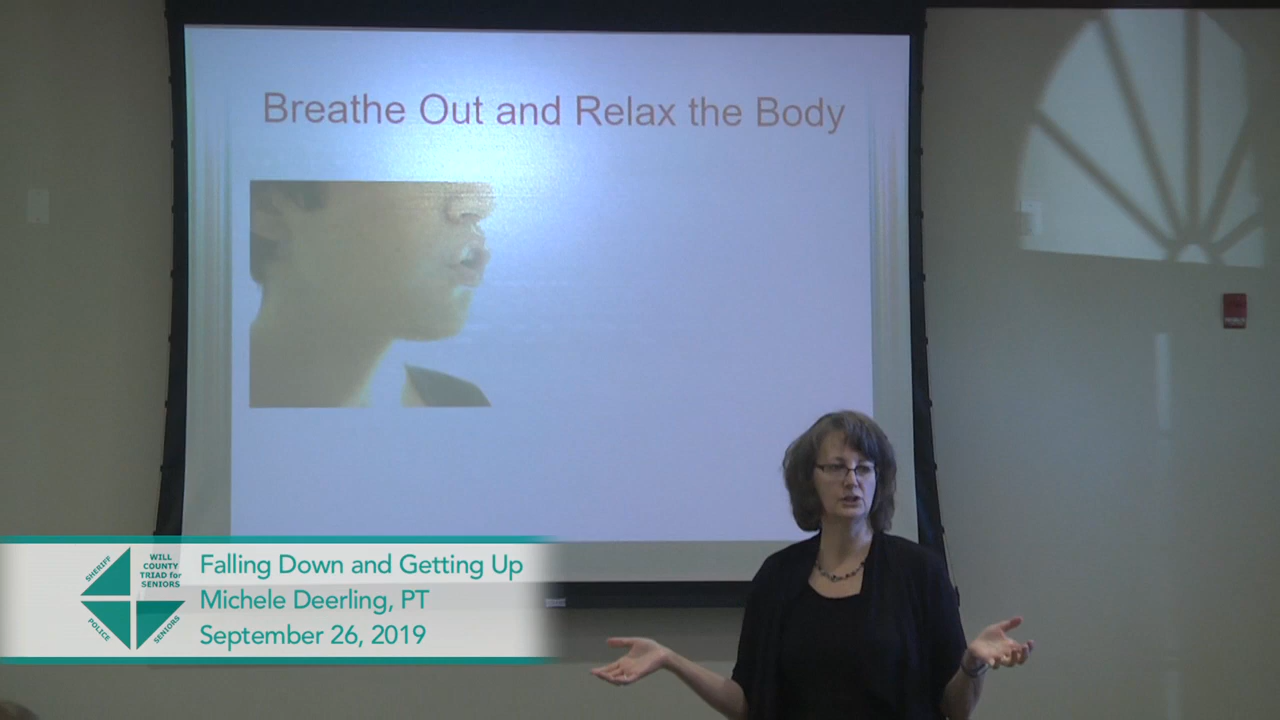 Breathe Out and Relax the Body
SHERIFF
WILL
COUNTY
TRIAD for
SENIORS
POLICE
SENIORS
Falling Down and Getting Up
Michele Deerling, PT
September 26, 2019